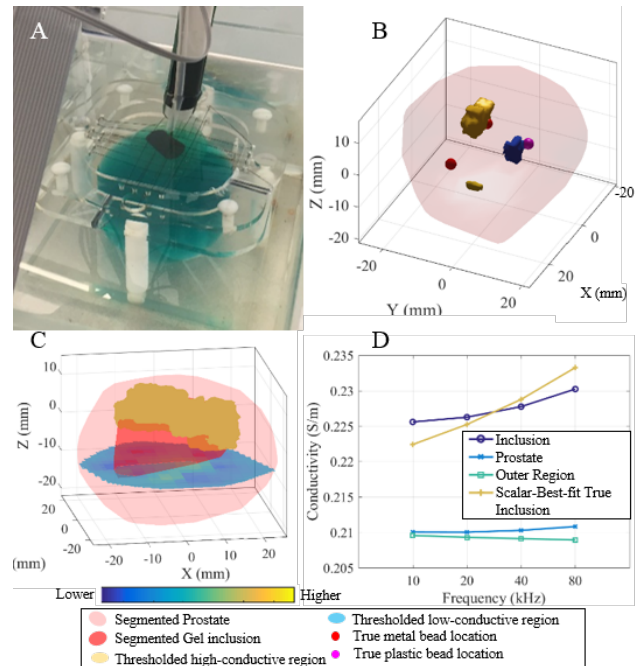 A
B
Z (mm)
10
0
-10
-20
-20
0
20
Y (mm)
20
0
-20
X (mm)
C
Z (mm)
10
0
-10
-20
20
0
-20
(mm)
-20
-10
0
10
20
X (mm)
D
Conductivity (S/m)
0.235
0.23
0.225
0.22
0.215
0.21
0.205
10
20
40
80
Frequency (kHz)
Inclusion
Prostate
Outer Region
Scalar-Best-fit True
Inclusion
Lower
Higher
Segmented Prostate
Segmented Gel inclusion
Thresholded high-conductive region
Thresholded low-conductive region
True metal bead location
True plastic bead location